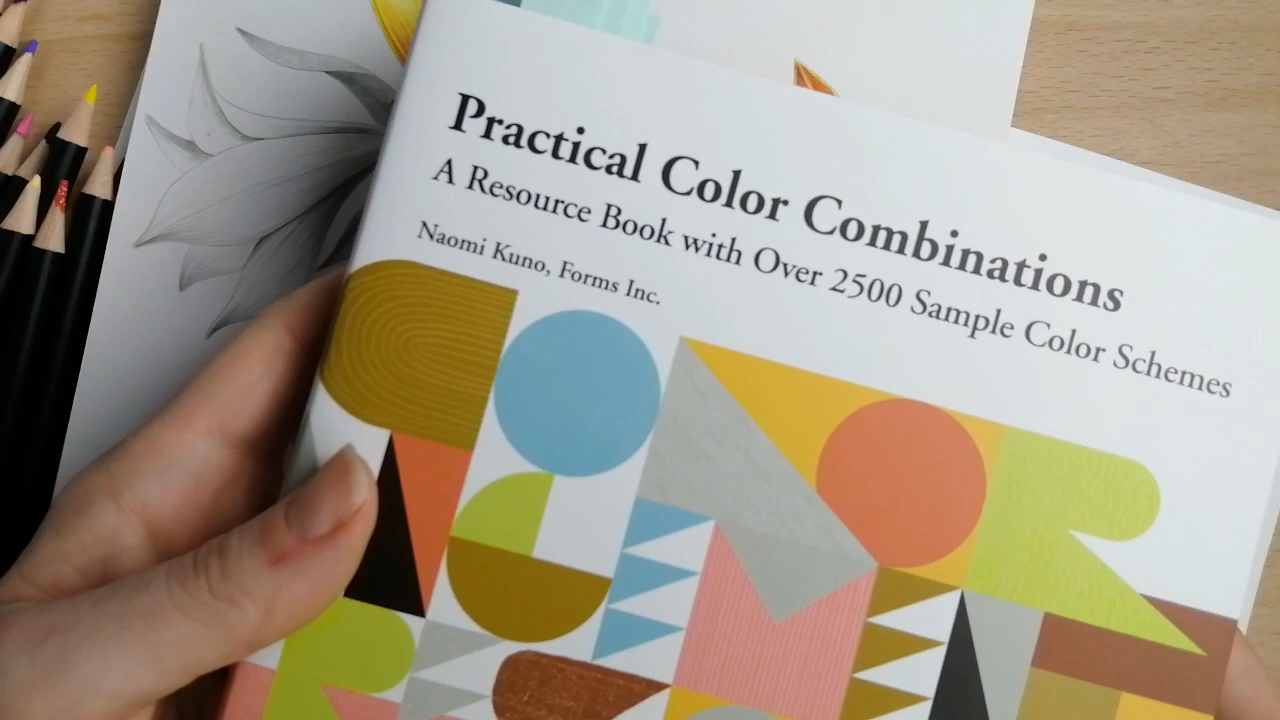 Practical Color Combinations
A Resource Book with Over 2500 Sample Color Schemes
Naomi Kuno, Forms Inc.